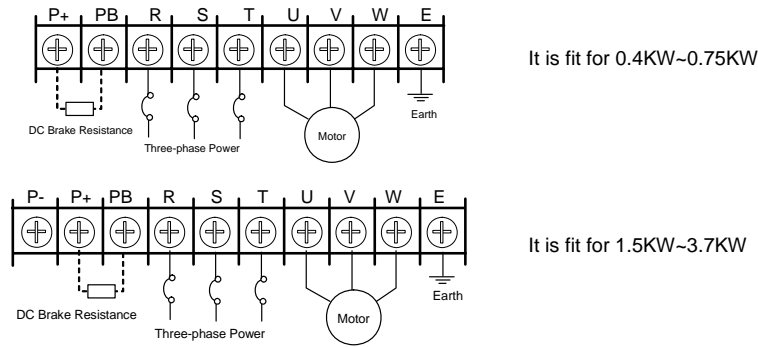 P+ PB R S T U V W E
It is fit for 0.4KW~0.75KW
Earth
DC Brake Resistance
Motor
Three-phase Power
P- P+ PB R S T U V W E
It is fit for 1.5KW~3.7KW
Earth
DC Brake Resistance
Motor
Three-phase Power